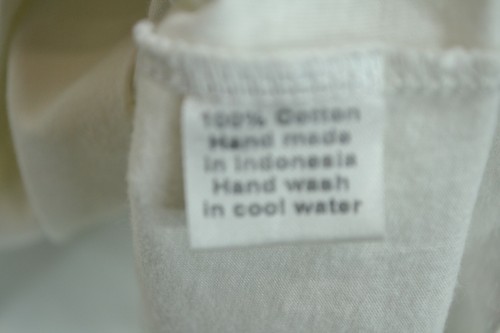 100% Cotton
Hand made
in Indonesia
Hand wash
in cool water